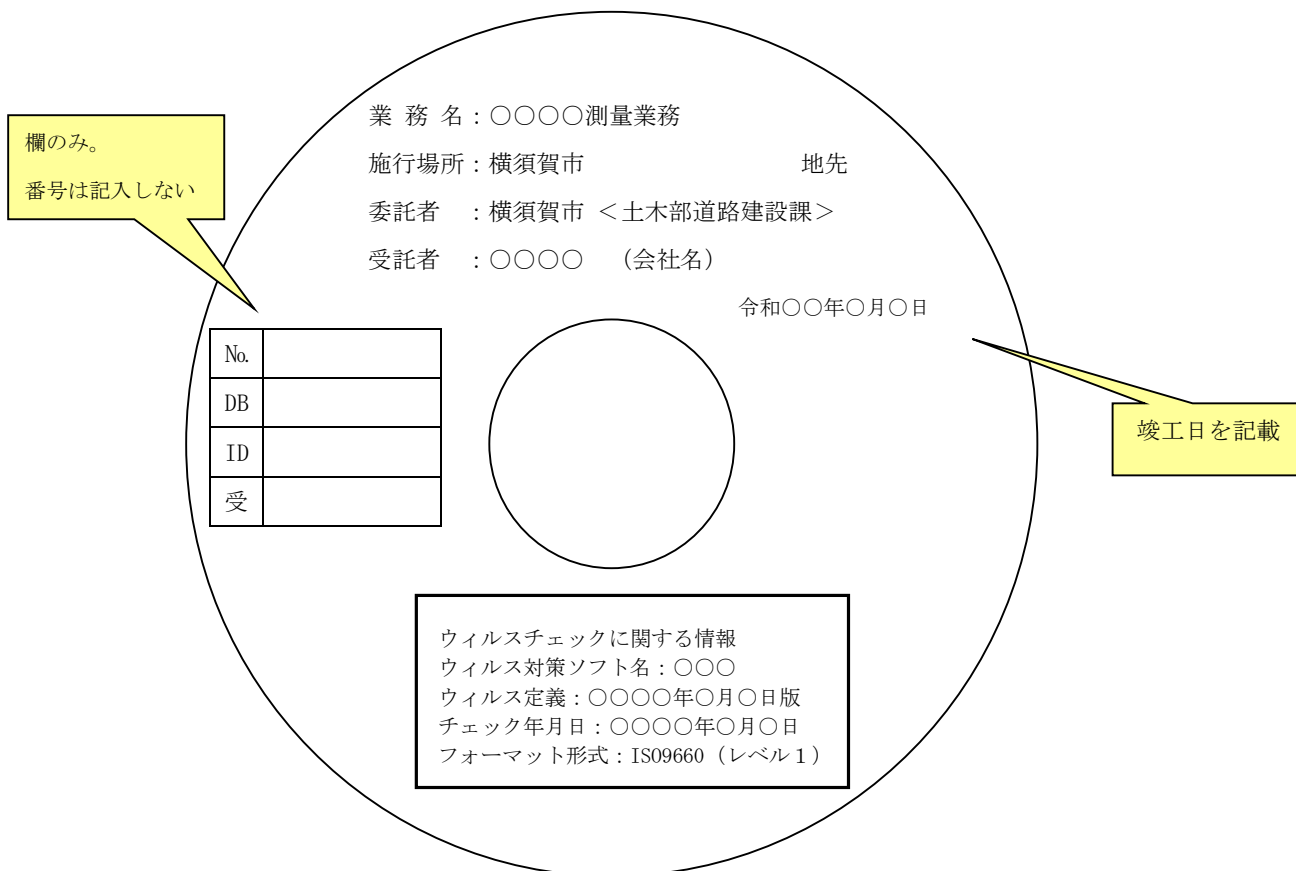 業 務 名:○○○○測量業務
施行場所:横須賀市 地先
委託者 :横須賀市 <土木部道路建設課>
受託者 :○○○○ (会社名)
令和○○年○月○日
欄のみ。
番号は記入しない
No.
DB
ID
受
竣工日を記載
ウィルスチェックに関する情報
ウィルス対策ソフト名:○○○
ウィルス定義:○○○○年○月○日版
チェック年月日:○○○○年○月○日
フォーマット形式:ISO9660(レベル1)